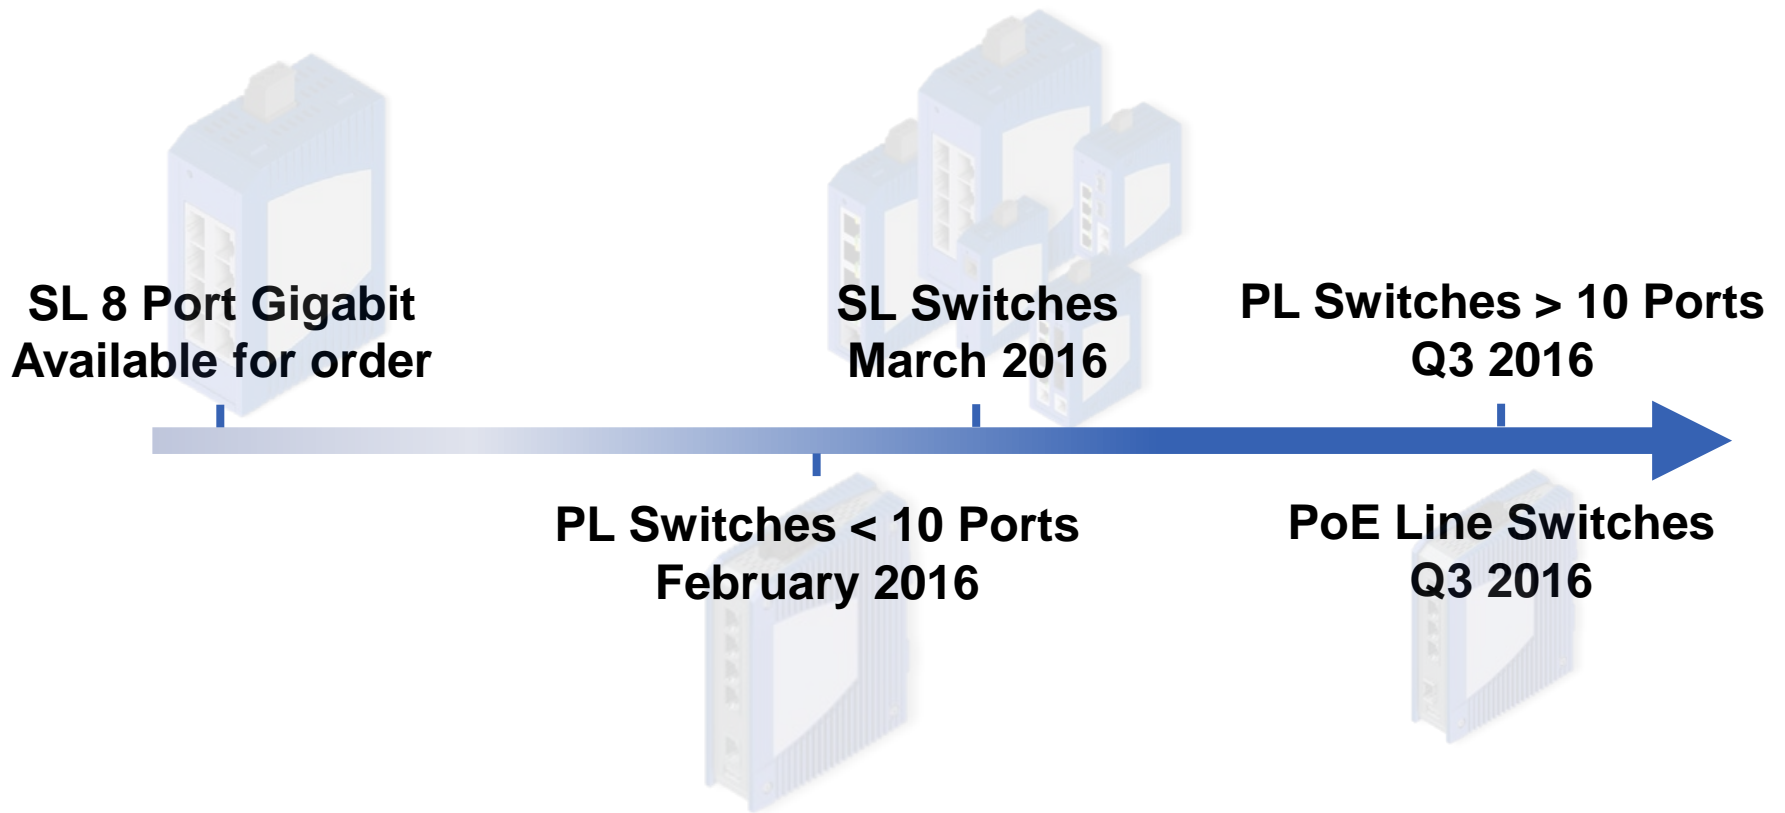 SL 8 Port Gigabit
Available for order
SL Switches
March 2016
PL Switches > 10 Ports
Q3 2016
PL Switches < 10 Ports
February 2016
PoE Line Switches
Q3 2016